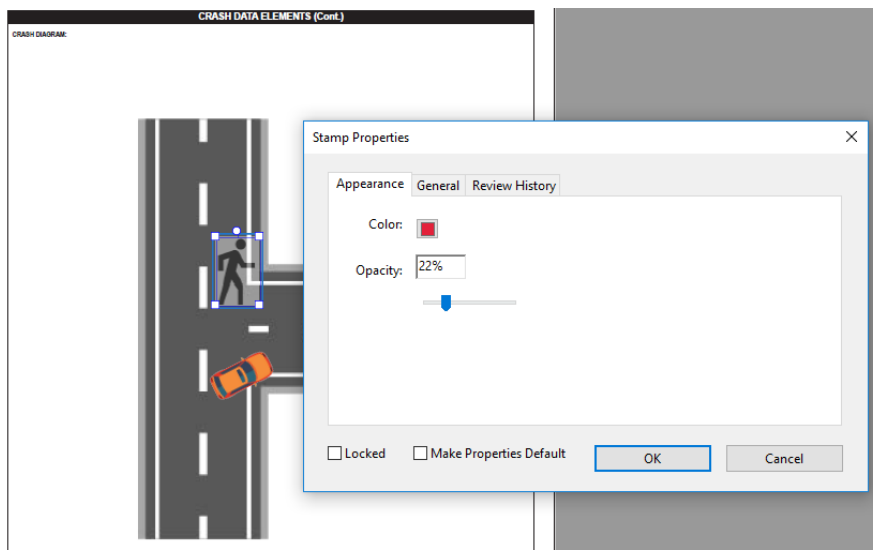 CRASH DATA ELEMENTS (Cont.)
CRASH DIAGRAM:
Stamp Properties
Appearance General Review History
Color:
Opacity: 22%
Locked Make Properties Default OK Cancel